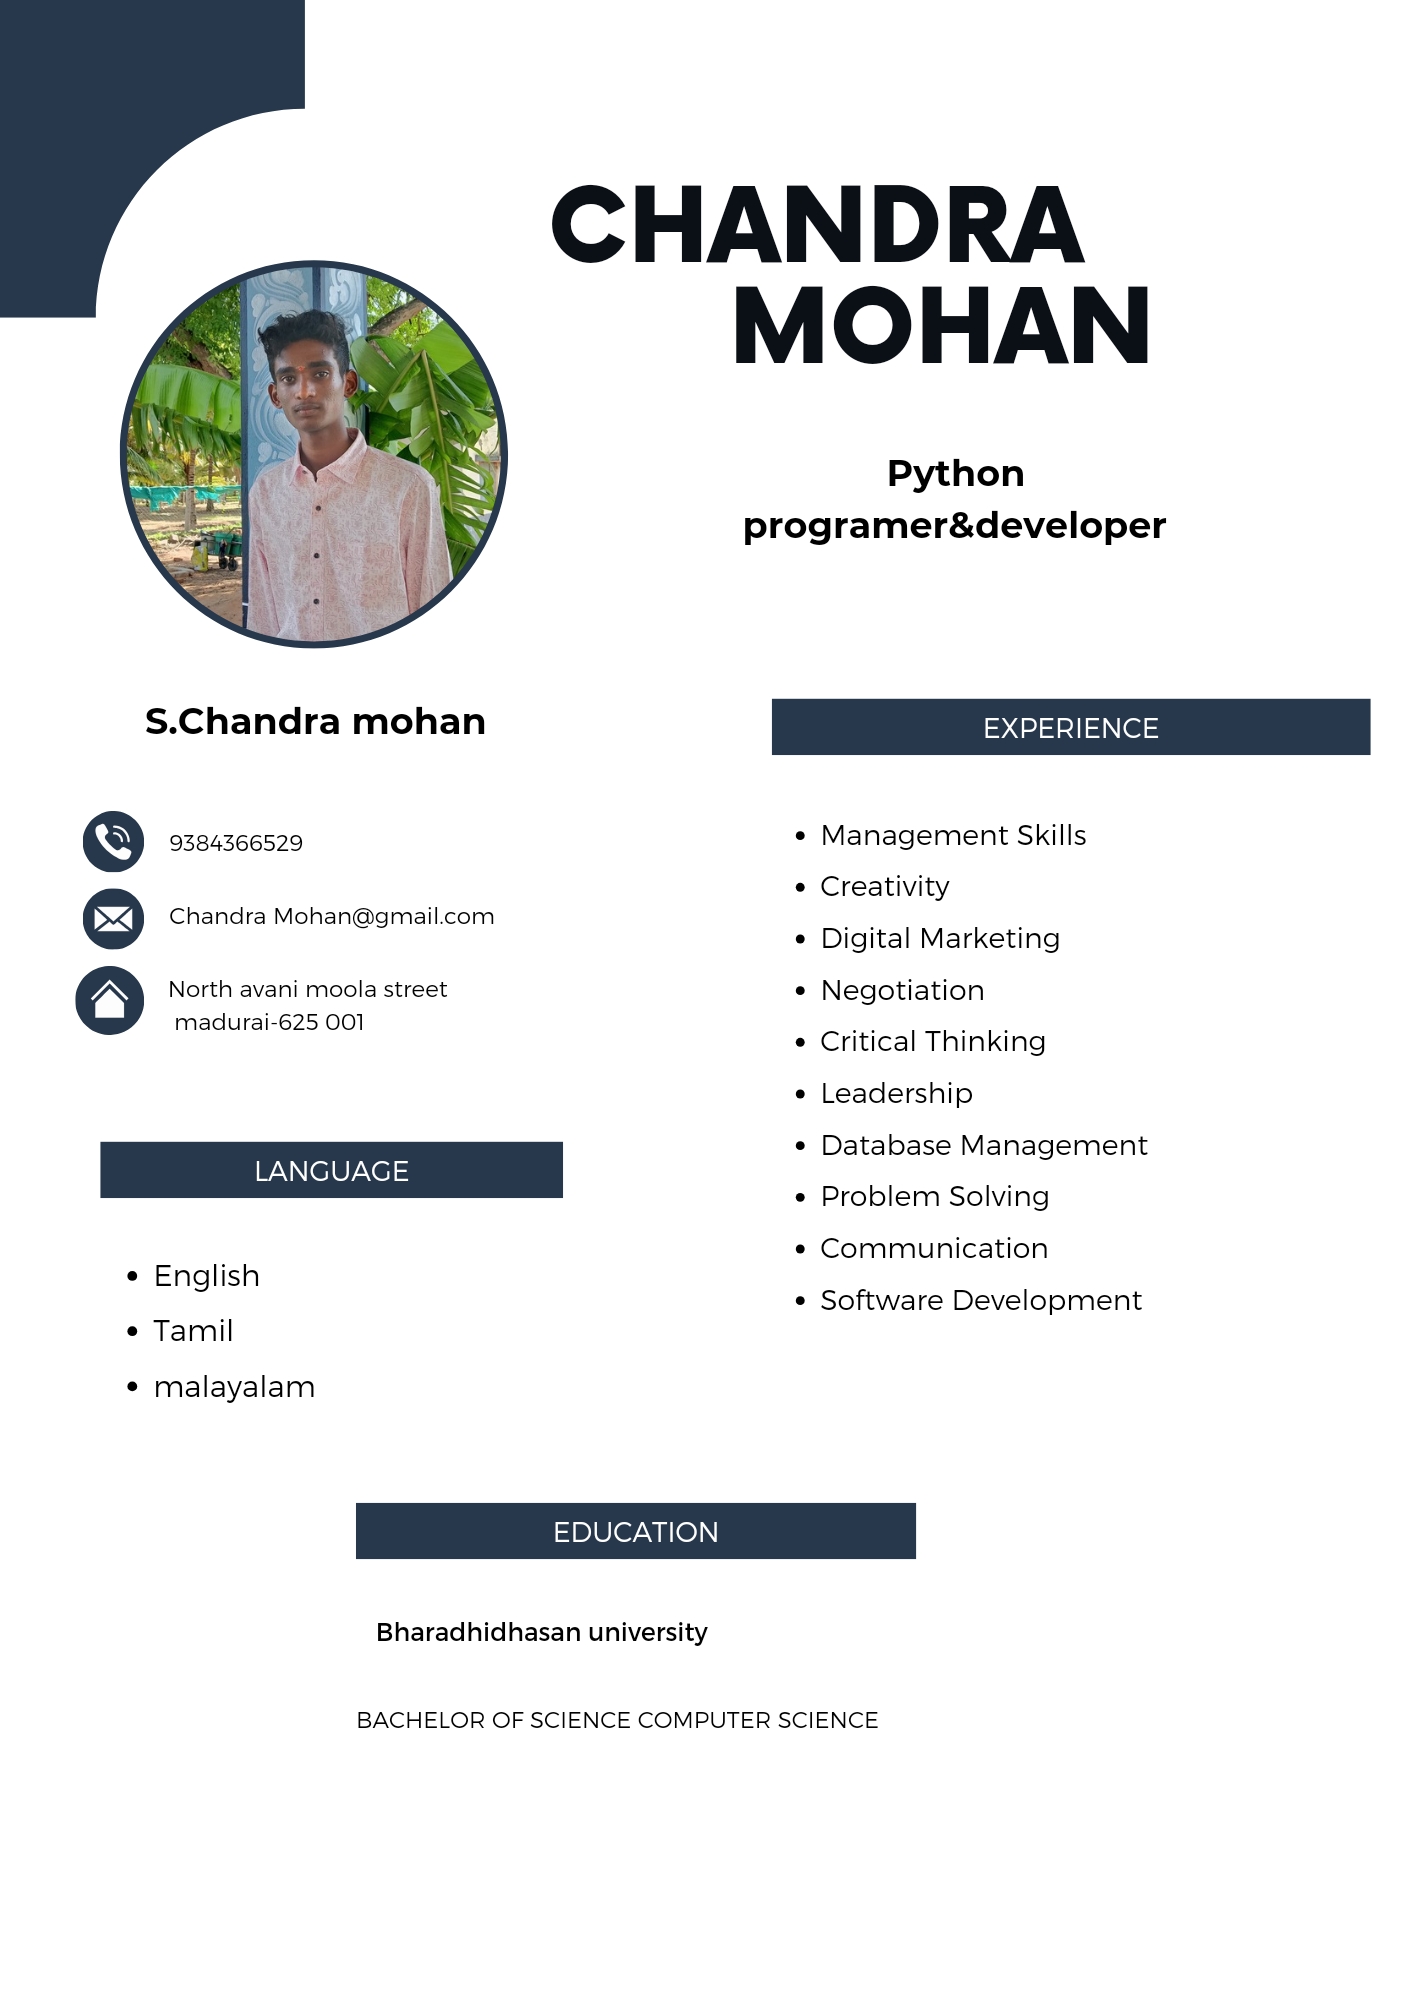 CHANDRA
MOHAN
Python
programer&developer
S.Chandra mohan
9384366529
Chandra Mohan@gmail.com
North avani moola street
madurai-625 001
LANGUAGE
English
Tamil
malayalam
EXPERIENCE
Management Skills
Creativity
Digital Marketing
Negotiation
Critical Thinking
Leadership
Database Management
Problem Solving
Communication
Software Development
EDUCATION
Bharadhidhasan university
BACHELOR OF SCIENCE COMPUTER SCIENCE